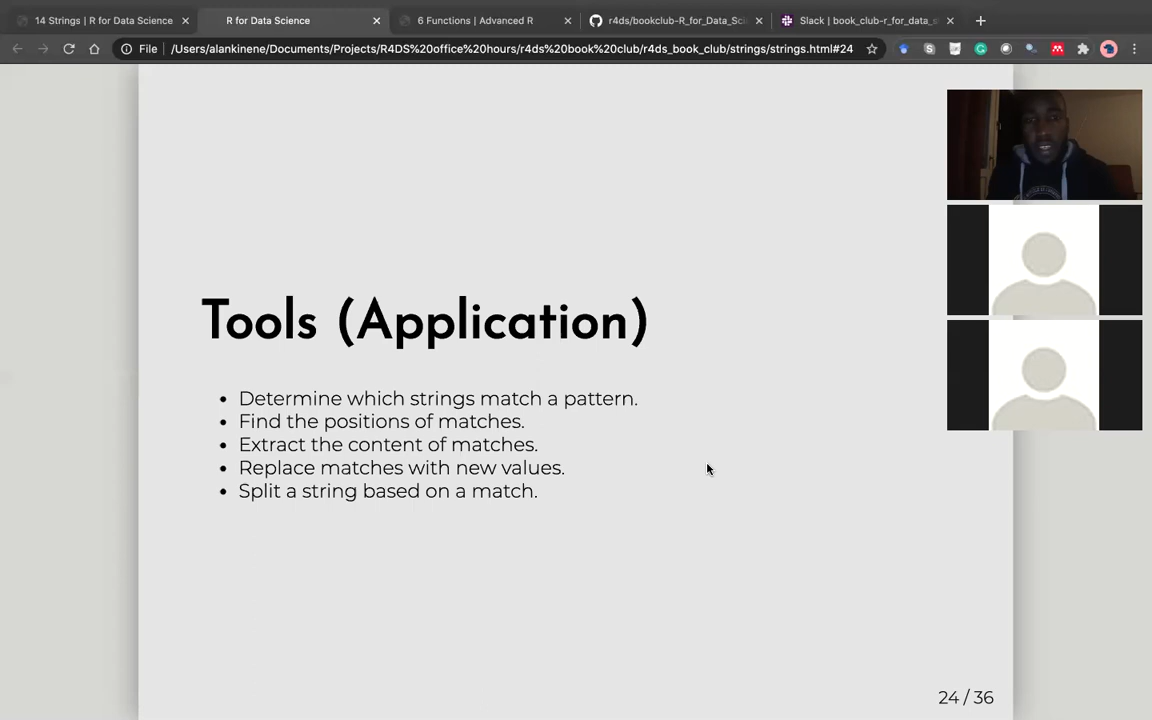 14 Strings | R for Data Science
R for Data Science
6 Functions | Advanced R
r4ds/bookclub-R_for_Data_Sci
Slack | book_club-r_for_data_s
File
/Users/alankinene/Documents/Projects/R4DS%20office%20hours/r4ds%20book%20club/r4ds_book_club/strings/strings.html#24
Tools (Application)
• Determine which strings match a pattern.
• Find the positions of matches.
• Extract the content of matches.
• Replace matches with new values.
• Split a string based on a match.
24 / 36